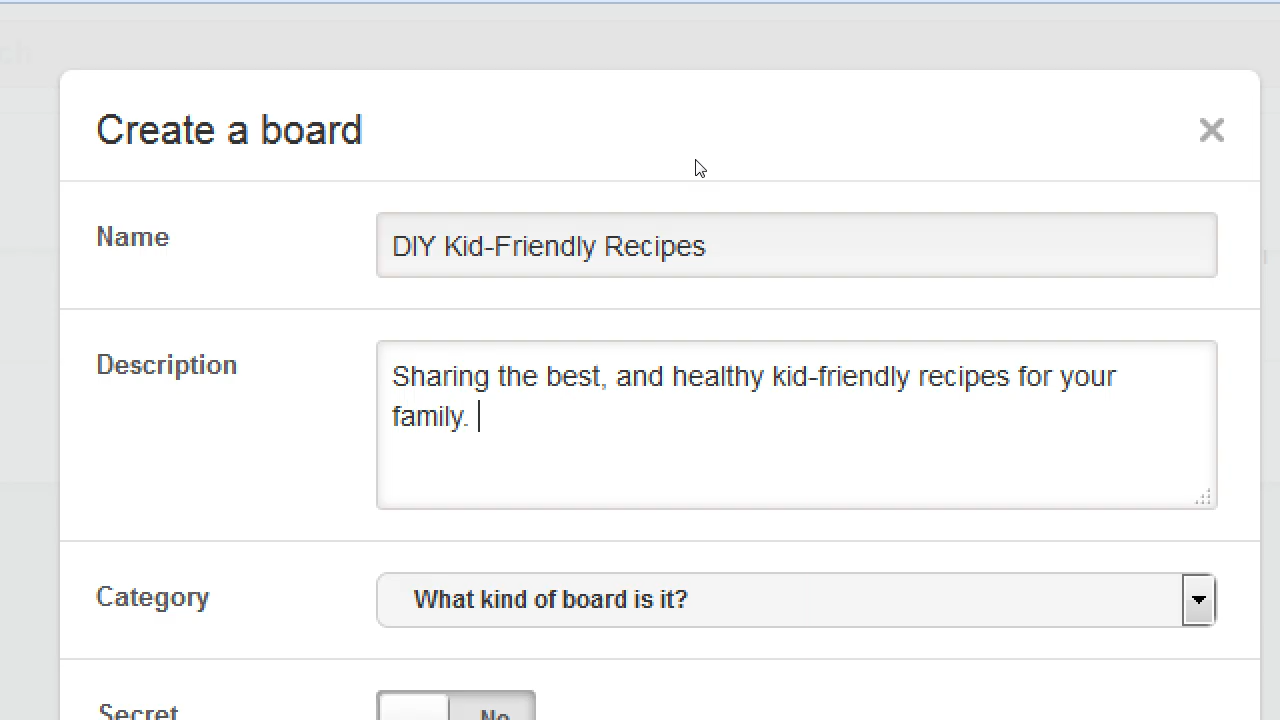 Create a board
Name
DIY Kid-Friendly Recipes
Description
Sharing the best, and healthy kid-friendly recipes for your
family.
Category
What kind of board is it?
Secret
No